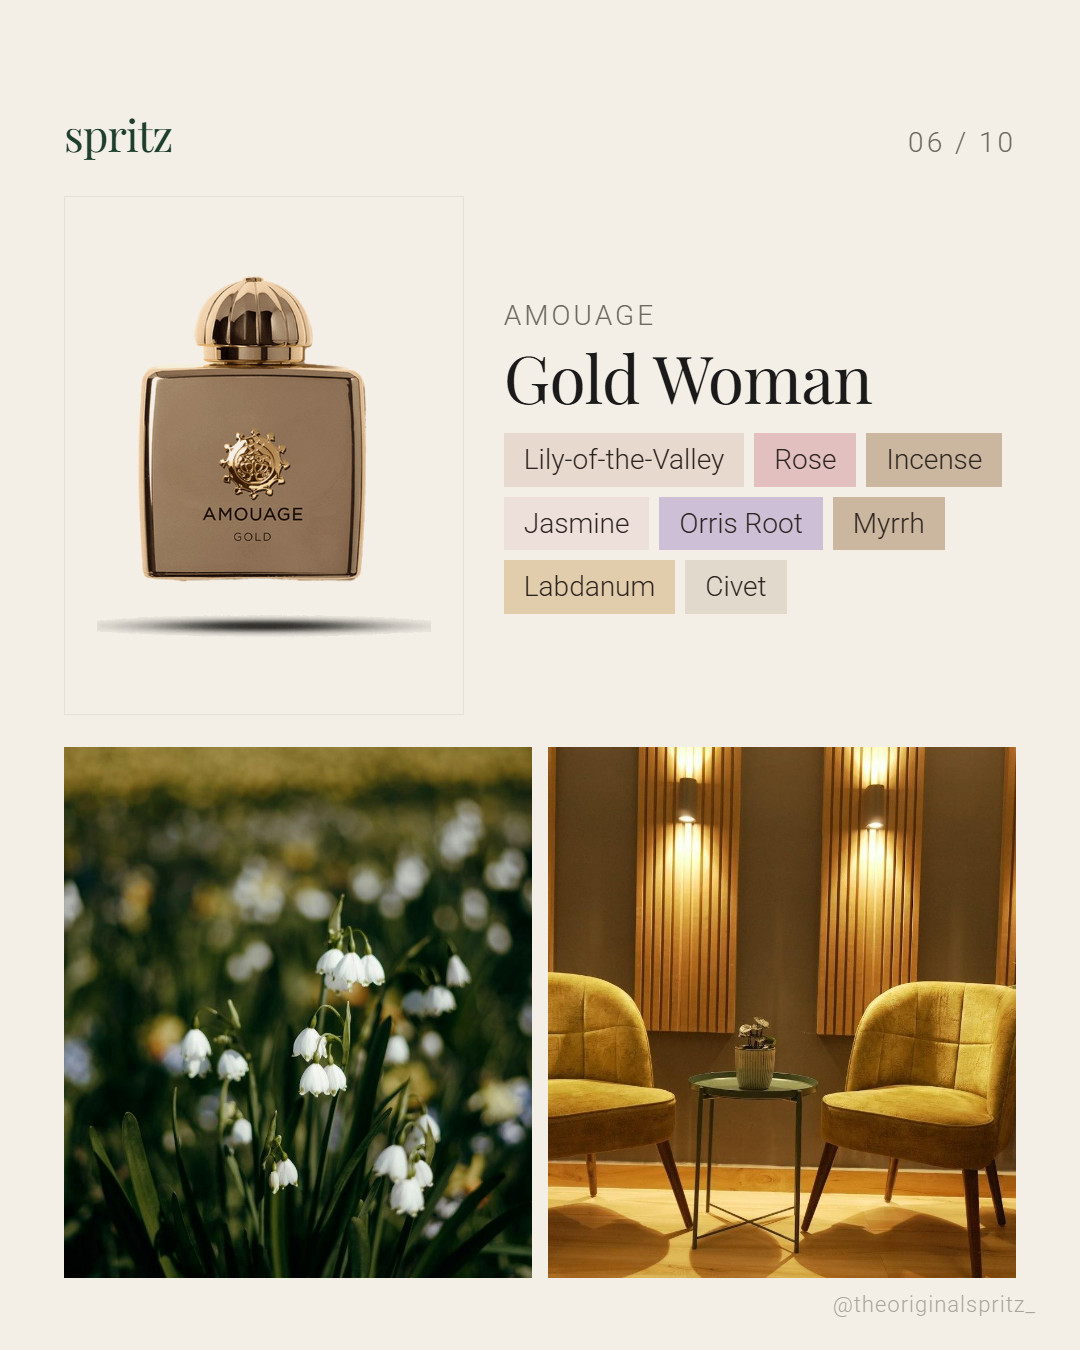 spritz
06 / 10
AMOUAGE
Gold Woman
Lily-of-the-Valley Rose Incense
Jasmine Orris Root Myrrh
Labdanum Civet
AMOUAGE
GOLD
@theoriginalspritz_